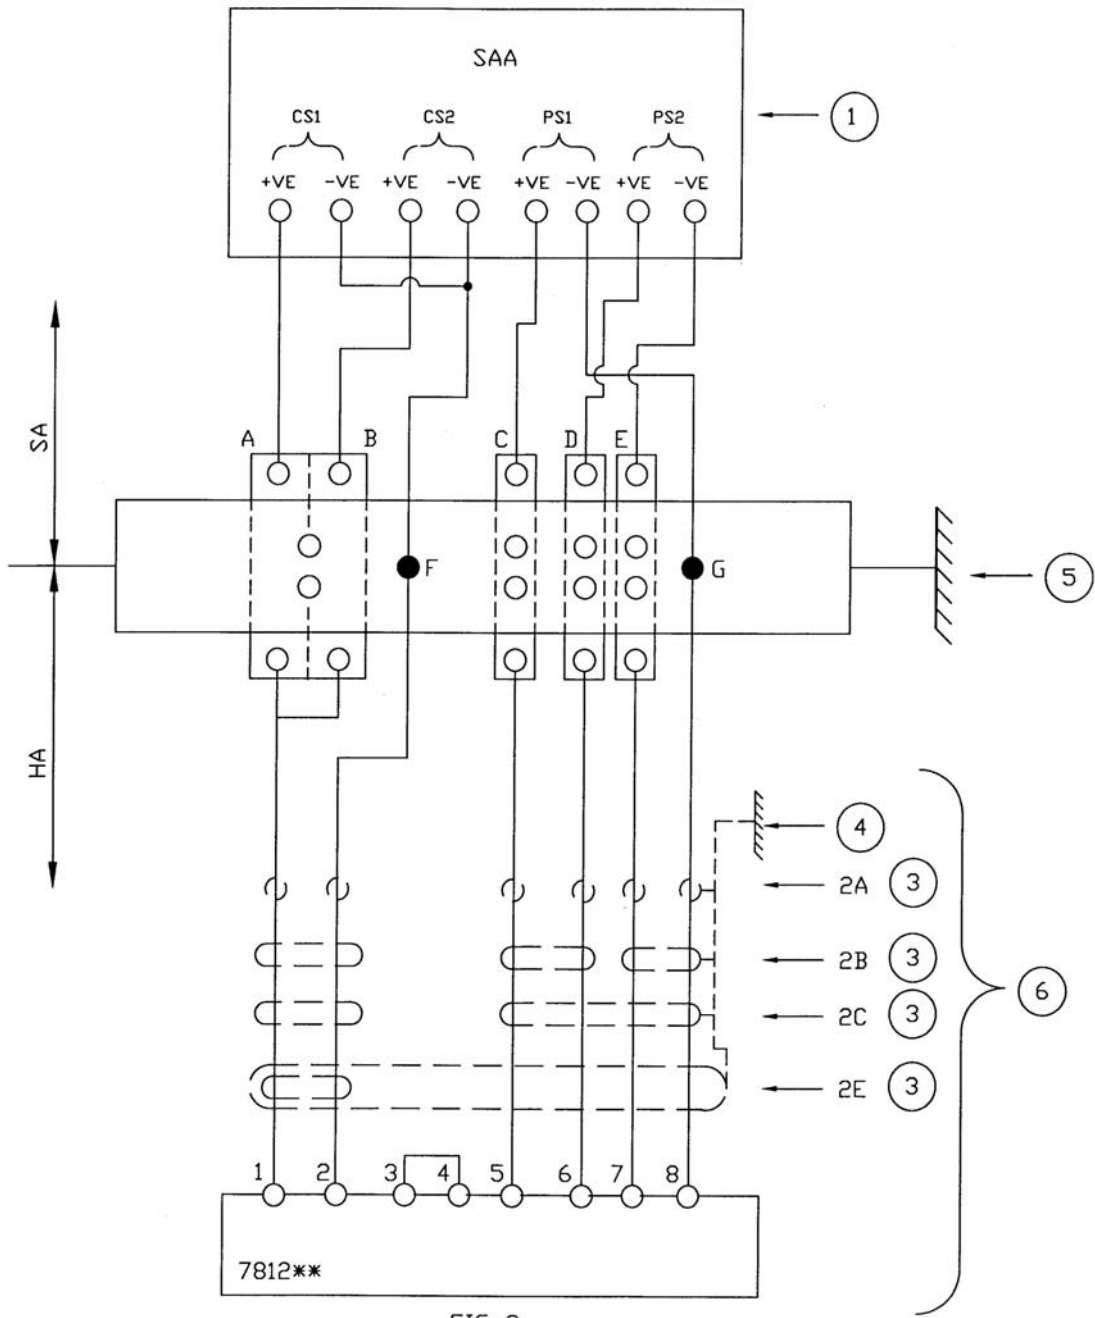 SAA
CS1 CS2 PS1 PS2
+VE -VE +VE -VE +VE -VE +VE -VE
1
SA
A B C D E
F G
5
HA
4
2A 3
2B 3
2C 3
6
2E 3
1 2 3 4 5 6 7 8
7812**